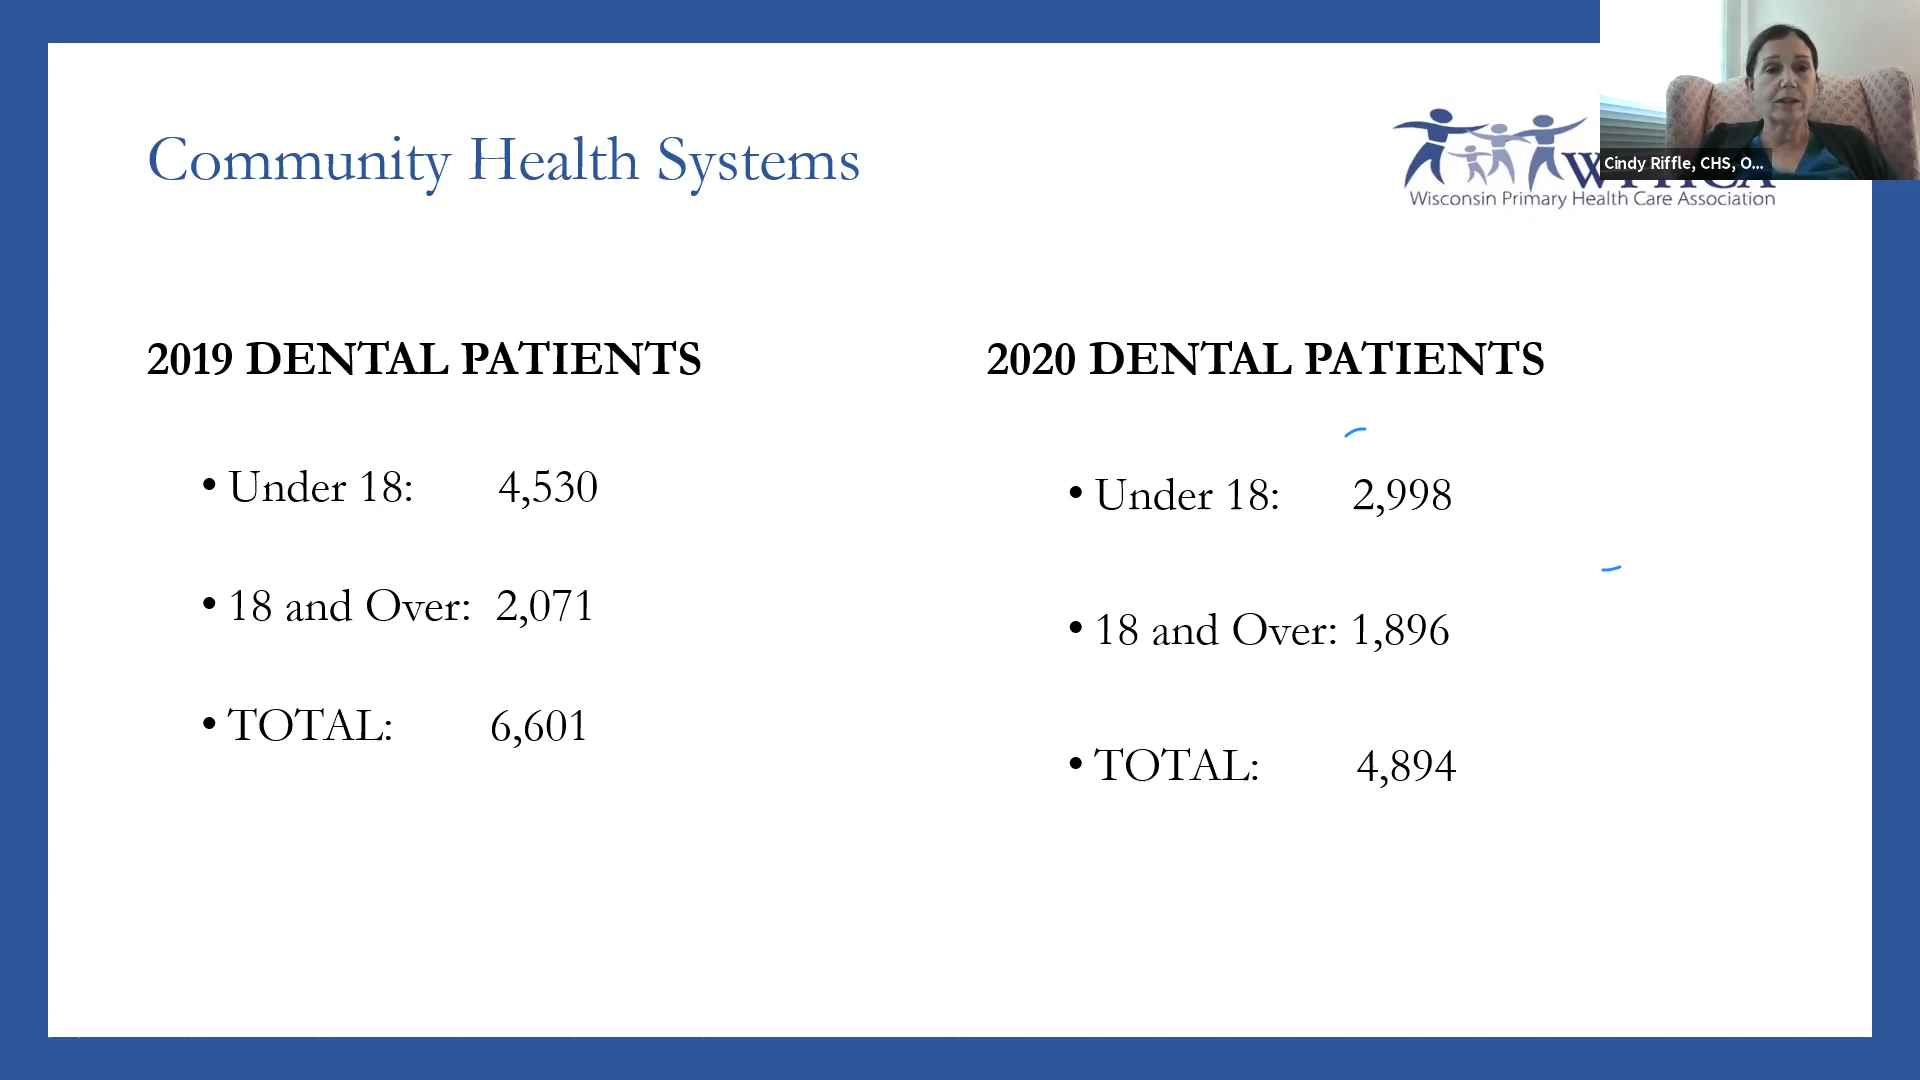 Community Health Systems
Wisconsin Primary Health Care Association
Cindy Riffle, CHS, O...
2019 DENTAL PATIENTS
• Under 18: 4,530
• 18 and Over: 2,071
• TOTAL: 6,601
2020 DENTAL PATIENTS
• Under 18: 2,998
• 18 and Over: 1,896
• TOTAL: 4,894